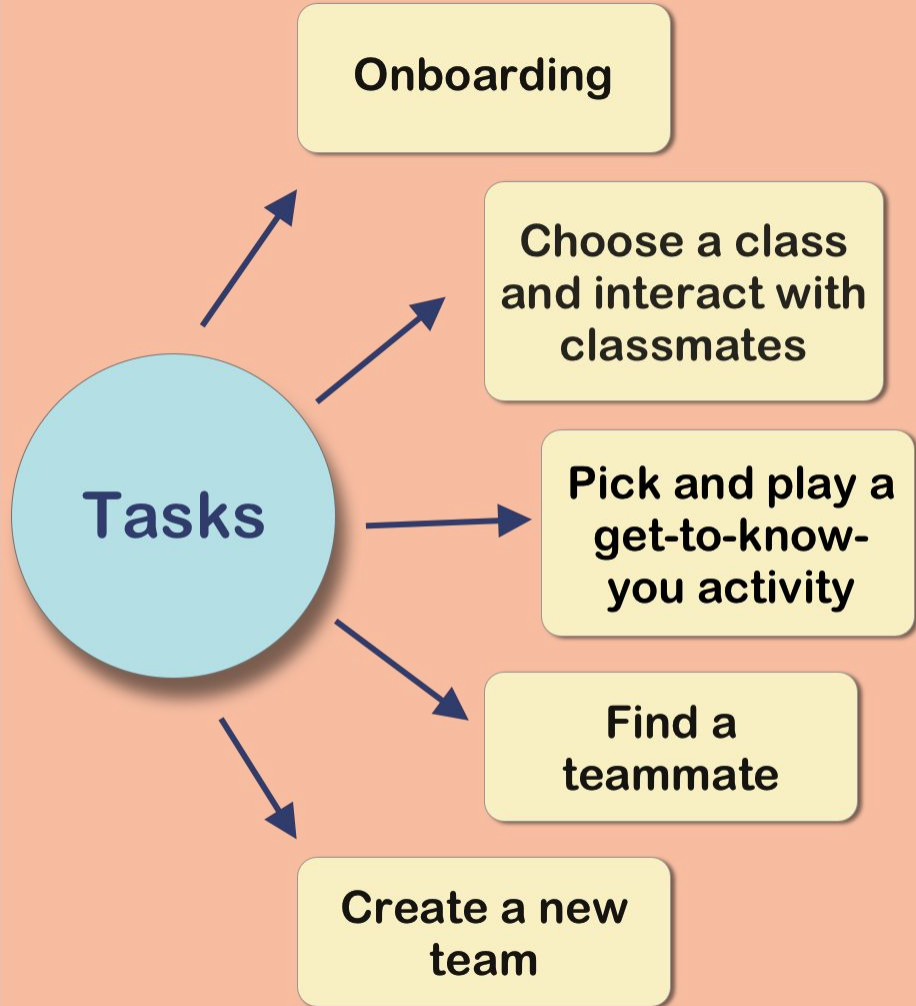 Onboarding
Choose a class
and interact with
classmates
Tasks
Pick and play a
get-to-know-
you activity
Find a
teammate
Create a new
team